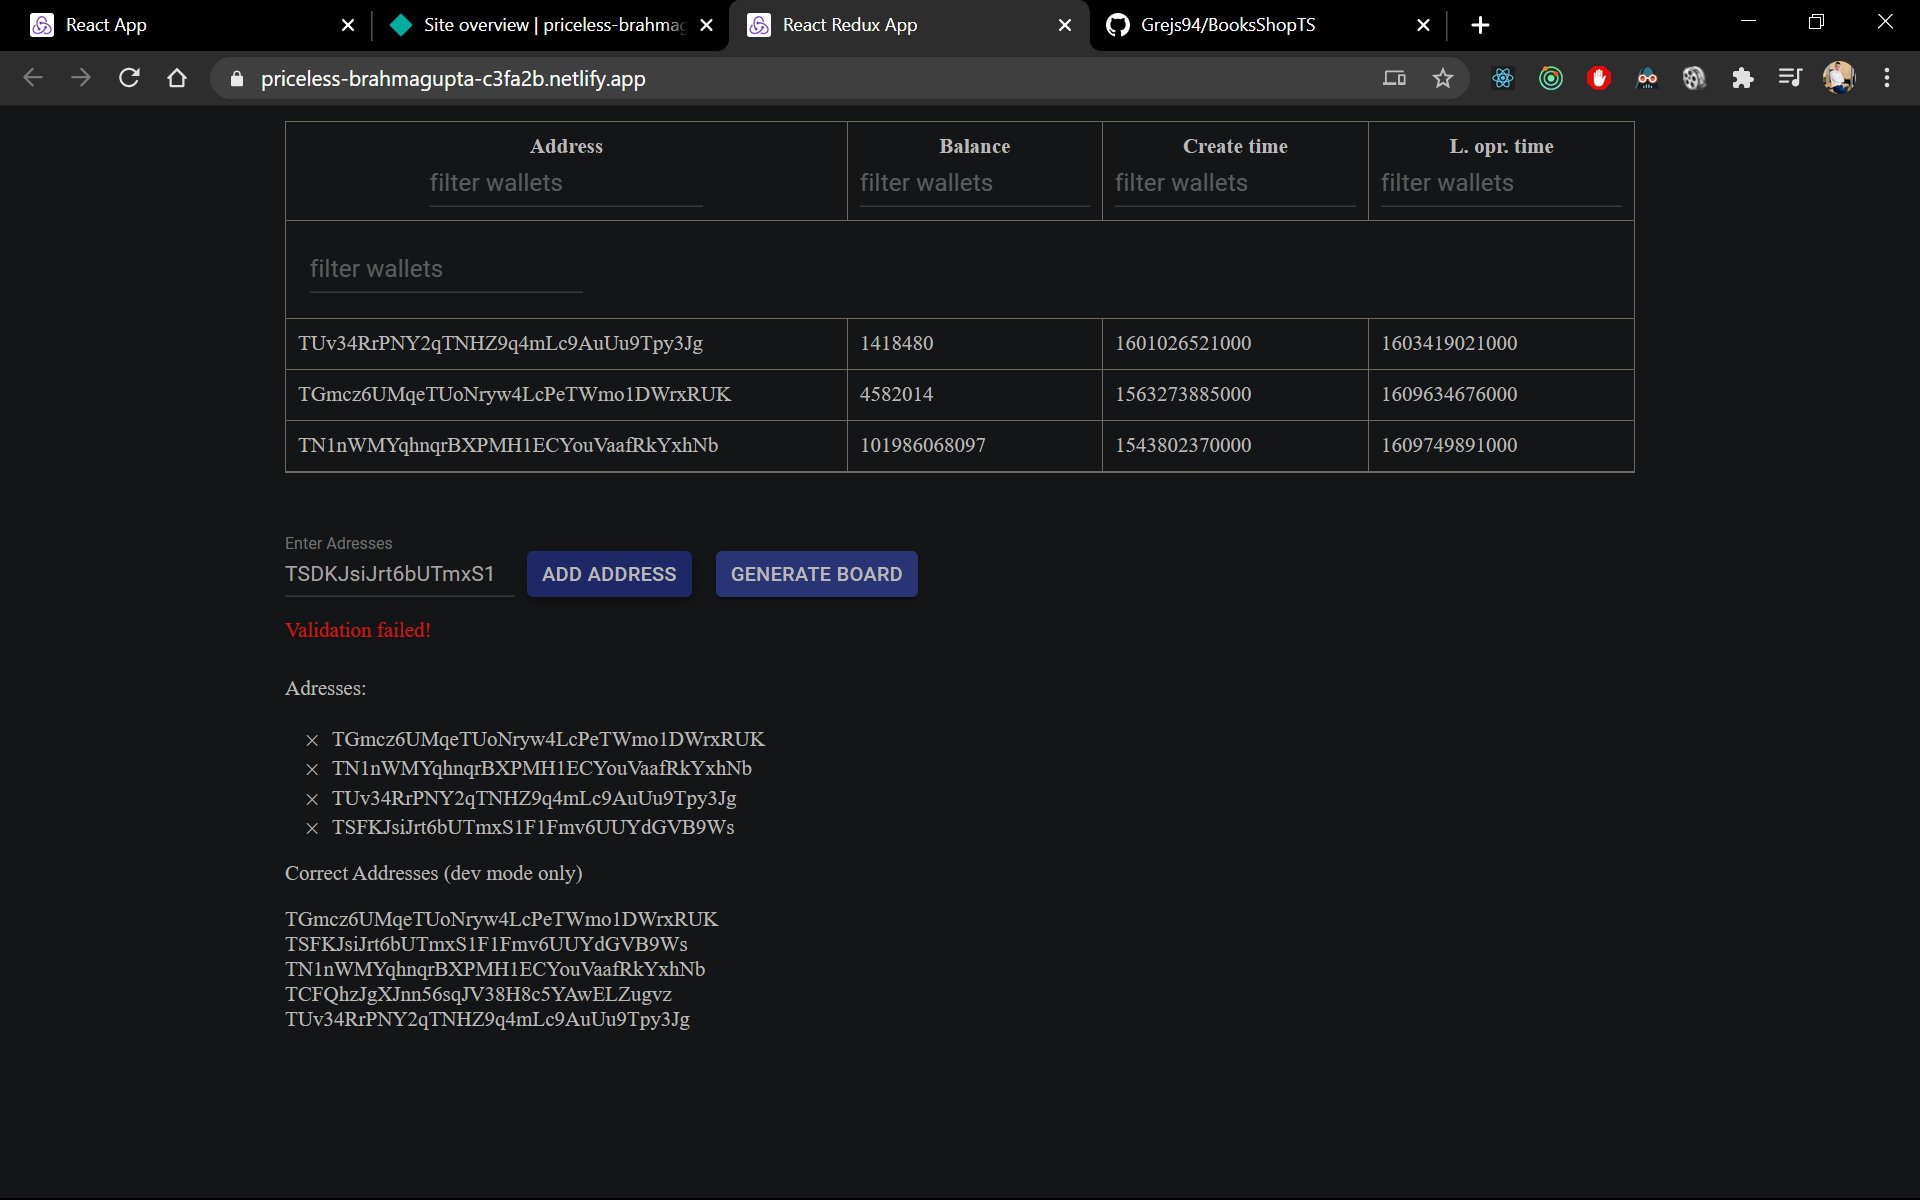 React App
Site overview | priceless-brahmag
React Redux App
Grejs94/BooksShopTS
priceless-brahmagupta-c3fa2b.netlify.app
Address Balance Create time L. opr. time
filter wallets filter wallets filter wallets filter wallets
filter wallets
TUv34RrPNY2qTNHZ9q4mLc9AuUu9Tpy3Jg 1418480 1601026521000 1603419021000
TGmcz6UMqeTUoNryw4LcPeTWmo1DWrxRUK 4582014 1563273885000 1609634676000
TN1nWMYqhnqrBXPMH1ECYouVaafRkYxhNb 101986068097 1543802370000 1609749891000
Enter Adresses
TSDKJsiJrt6bUTmxS1 ADD ADDRESS GENERATE BOARD
Validation failed!
Adresses:
TGmcz6UMqeTUoNryw4LcPeTWmo1DWrxRUK
TN1nWMYqhnqrBXPMH1ECYouVaafRkYxhNb
TUv34RrPNY2qTNHZ9q4mLc9AuUu9Tpy3Jg
TSFKJsiJrt6bUTmxS1F1Fmv6UUYdGVB9Ws
Correct Addresses (dev mode only)
TGmcz6UMqeTUoNryw4LcPeTWmo1DWrxRUK
TSFKJsiJrt6bUTmxS1F1Fmv6UUYdGVB9Ws
TN1nWMYqhnqrBXPMH1ECYouVaafRkYxhNb
TCFQhzJgXJnn56sqJV38H8c5YAwELZugvz
TUv34RrPNY2qTNHZ9q4mLc9AuUu9Tpy3Jg